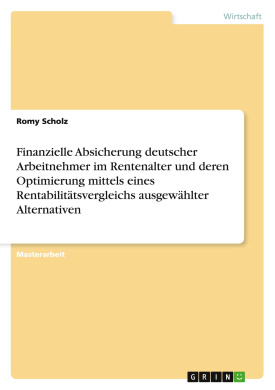 Wirtschaft
Romy Scholz
Finanzielle Absicherung deutscher
Arbeitnehmer im Rentenalter und deren
Optimierung mittels eines
Rentabilitätsvergleichs ausgewählter
Alternativen
Masterarbeit
GRIN